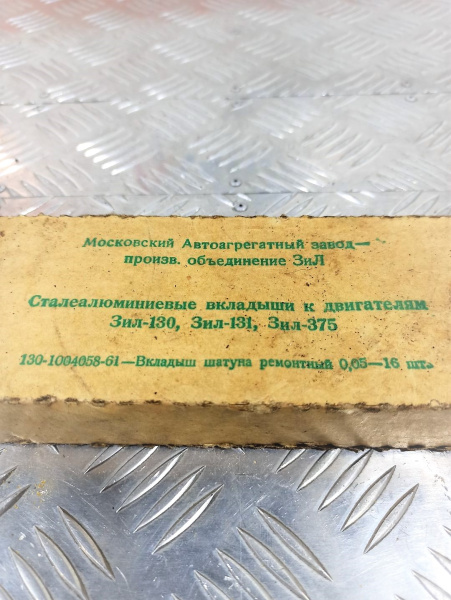 Московский Автоагрегатный завод—
произв. объединение ЗиЛ
Сталеалюминиевые вкладыши к двигателям
Зил-130, Зил-131, Зил-375
130-1004058-61—Вкладыш шатуна ремонтный 0,05—16 шт.